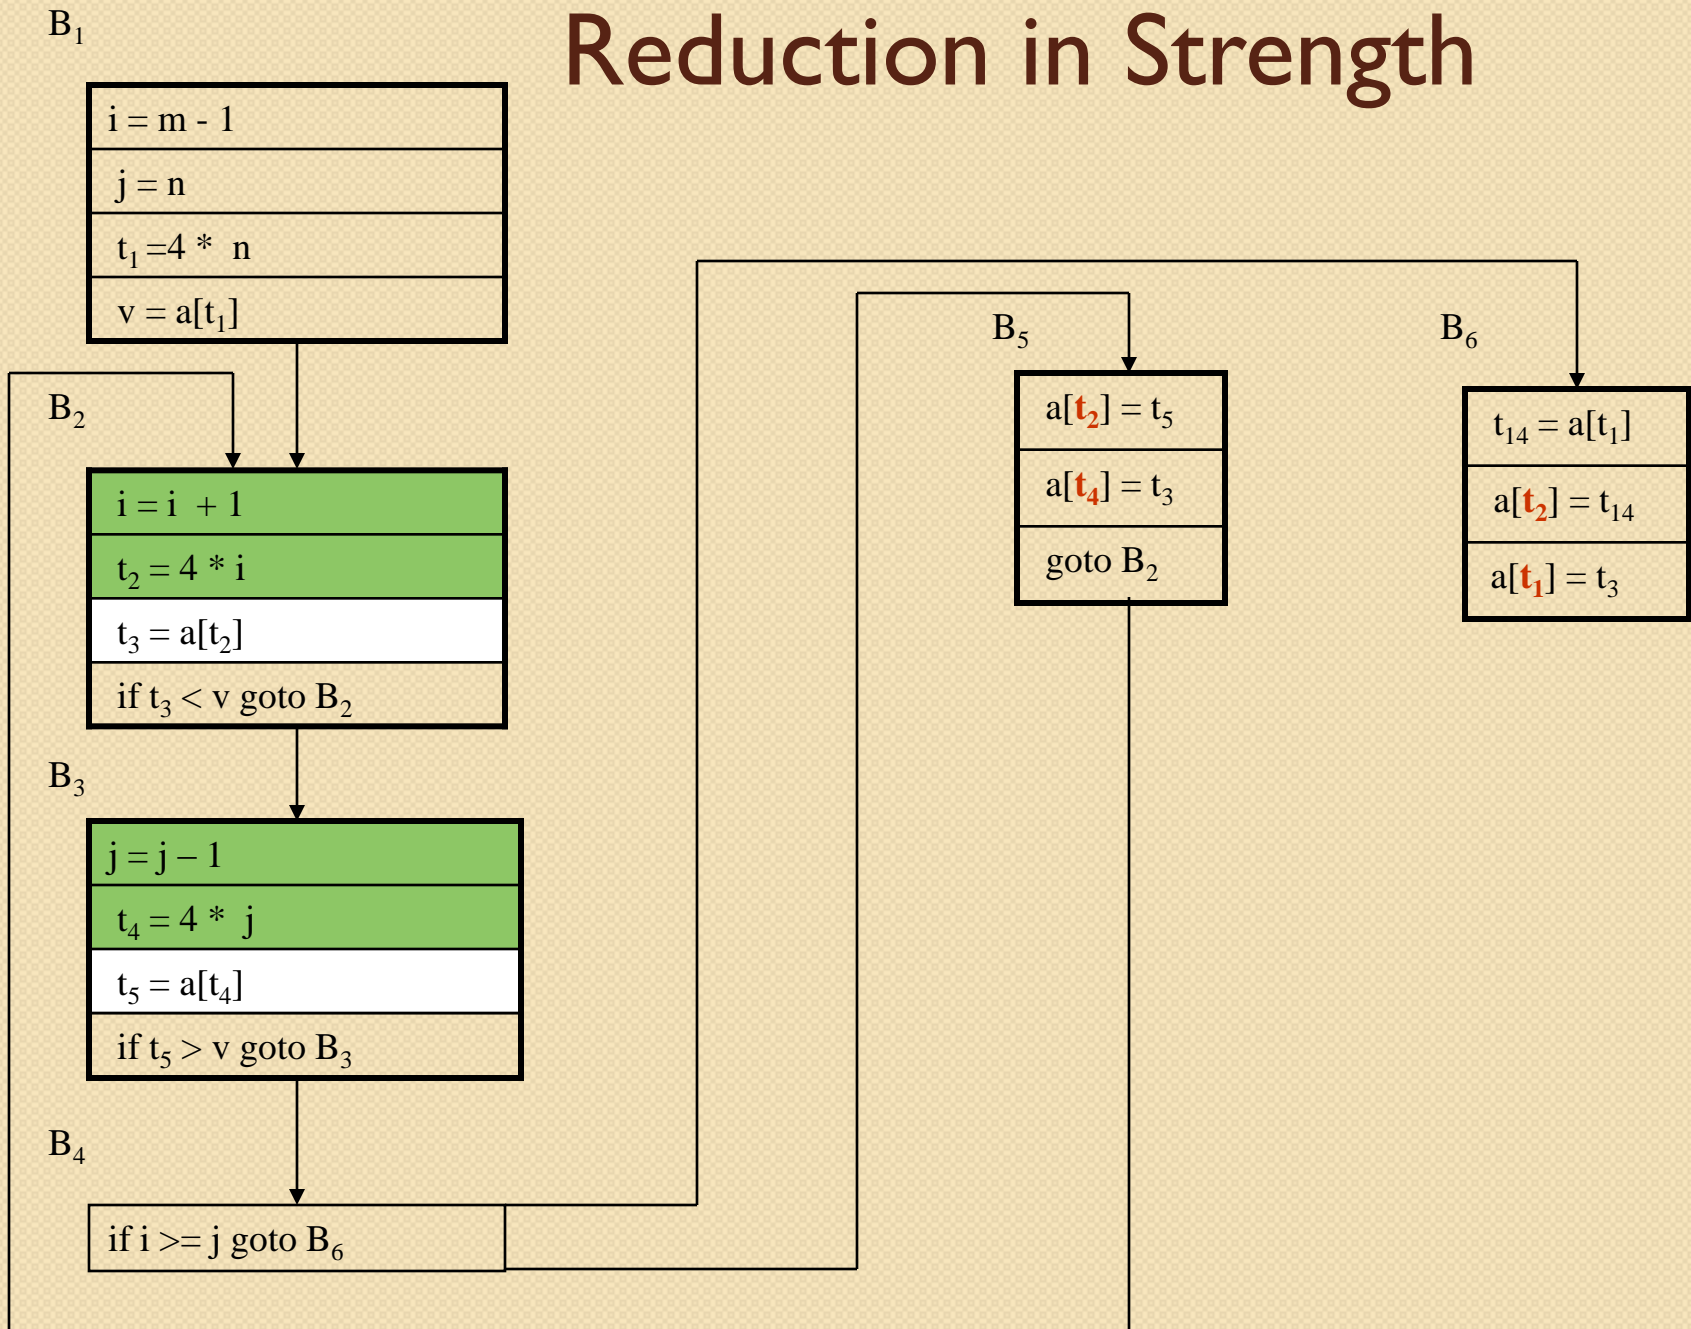 Reduction in Strength
B₁
i = m - 1
j = n
t₁ =4 * n
v = a[t₁]
B₂
i = i + 1
t₂ = 4 * i
t₃ = a[t₂]
if t₃ < v goto B₂
B₃
j = j – 1
t₄ = 4 * j
t₅ = a[t₄]
if t₅ > v goto B₃
B₄
if i >= j goto B₆
B₅
a[t₂] = t₅
a[t₄] = t₃
goto B₂
B₆
t₁₄ = a[t₁]
a[t₂] = t₁₄
a[t₁] = t₃